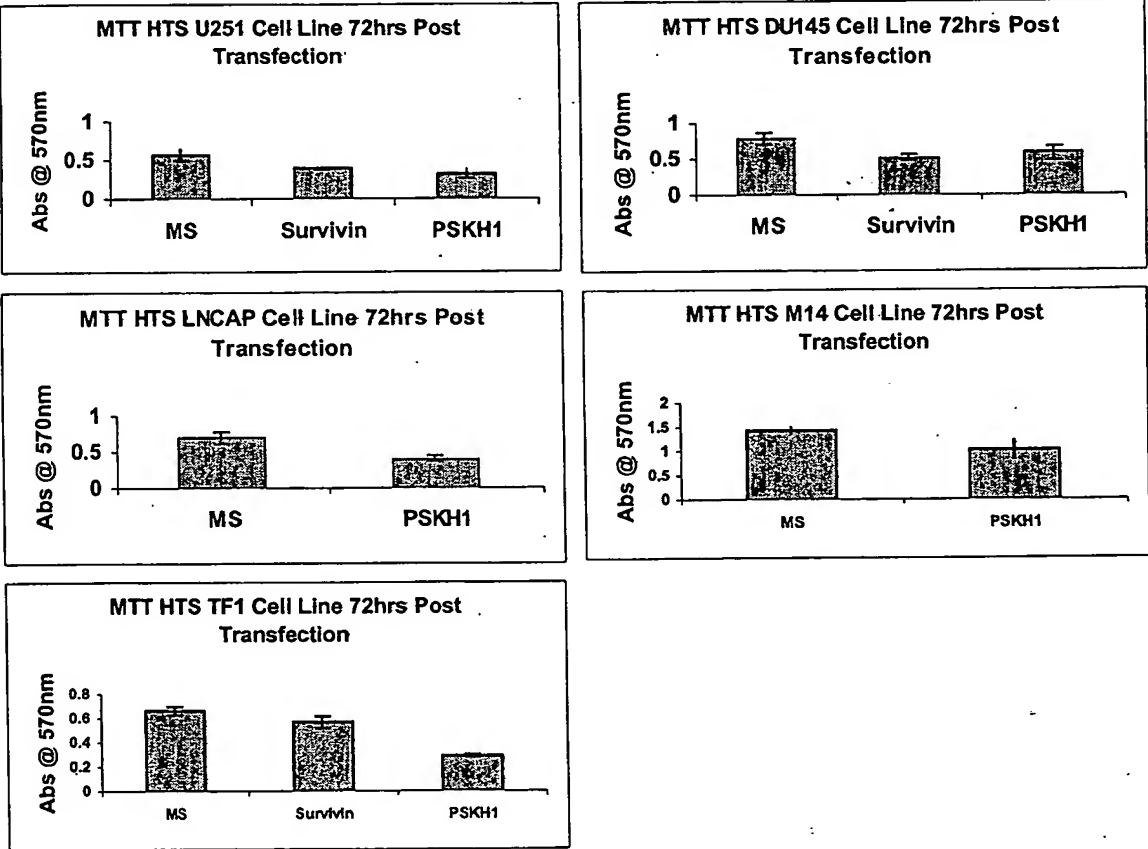 MTT HTS U251 Cell Line 72hrs Post
Transfection
Abs @ 570nm
1
0.5
0
MS Survivin PSKH1
MTT HTS DU145 Cell Line 72hrs Post
Transfection
Abs @ 570nm
1
0.5
0
MS Survivin PSKH1
MTT HTS LNCAP Cell Line 72hrs Post
Transfection
Abs @ 570nm
1
0.5
0
MS PSKH1
MTT HTS M14 Cell Line 72hrs Post
Transfection
Abs @ 570nm
2
1.5
1
0.5
0
MS PSKH1
MTT HTS TF1 Cell Line 72hrs Post
Transfection
Abs @ 570nm
0.8
0.6
0.4
0.2
0
MS Survivin PSKH1